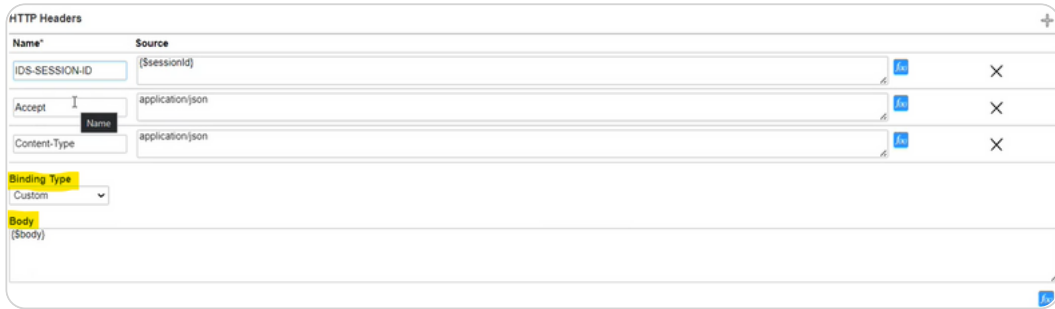 HTTP Headers
Name* Source
IDS-SESSION-ID {$sessionId} f(x)
Accept application/json f(x)
Name
Content-Type application/json f(x)
Binding Type
Custom
Body
{$body}
f(x)